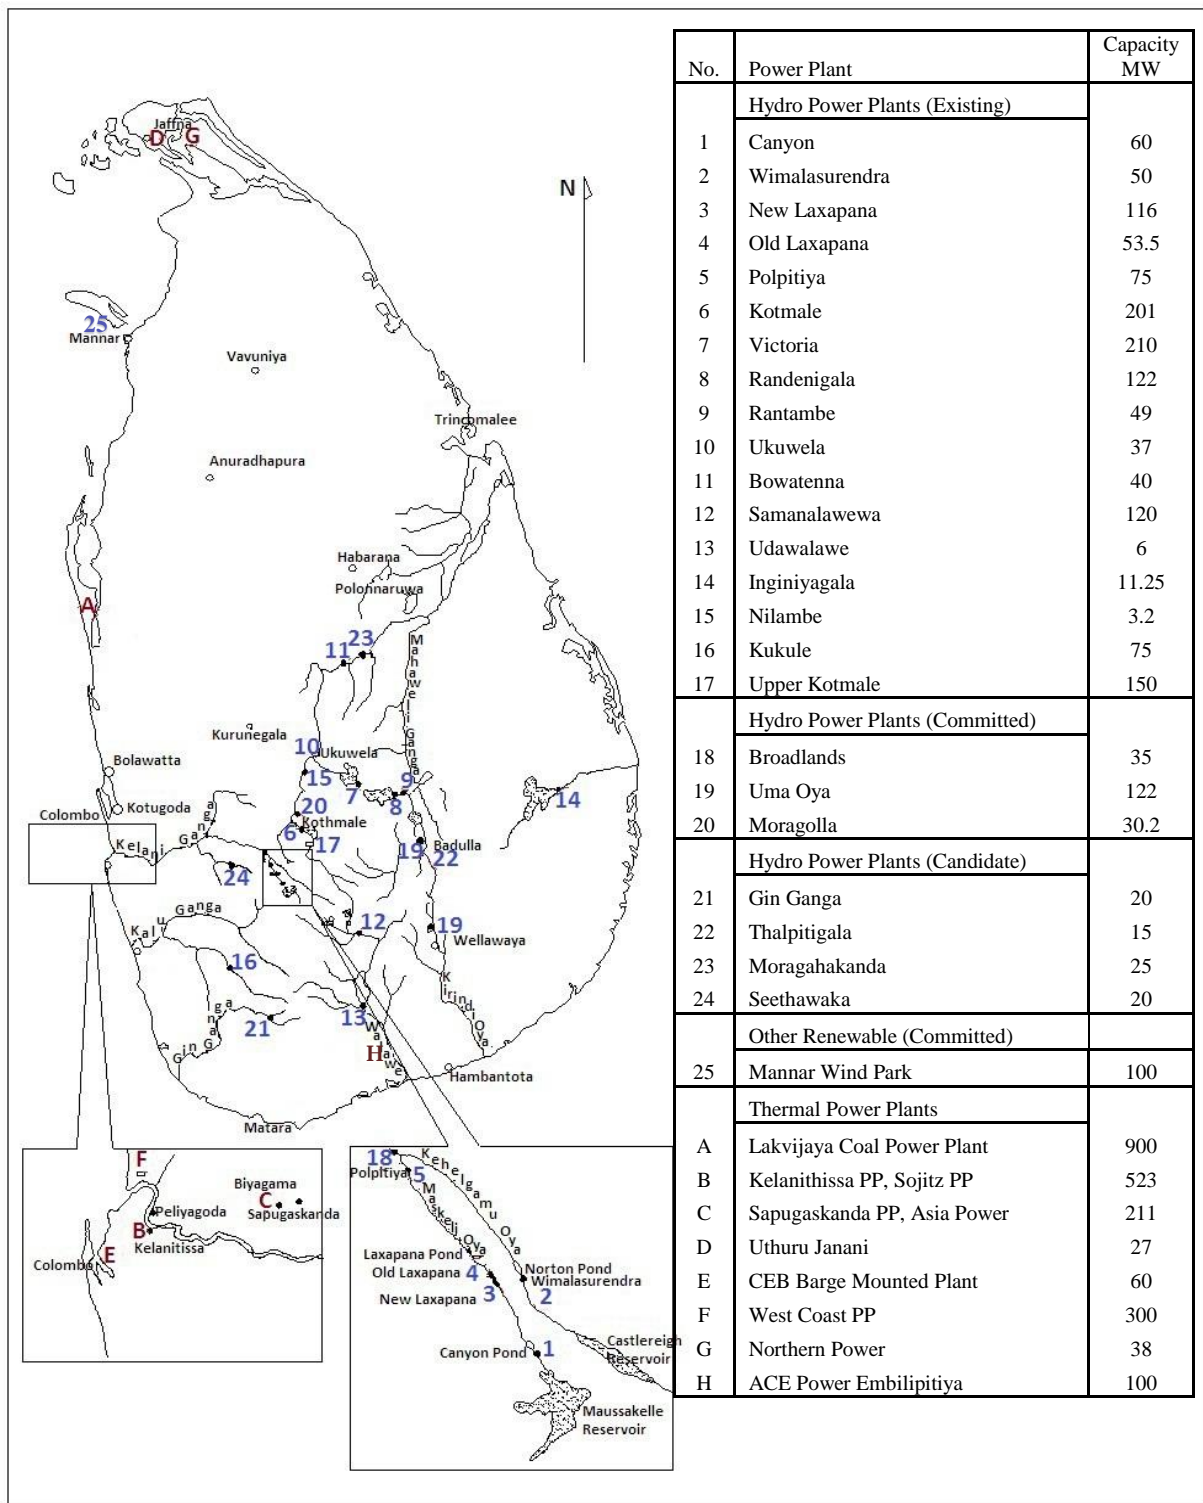 Jaffna
D G
N
25
Mannar
Vavuniya
Trincomalee
Anuradhapura
Habarana
Polonnaruwa
A
23
11
Mahaweli Ganga
Kurunegala
10
Ukuwela
Bolawatta
15
7
9
8
14
Kotugoda
Colombo
20
Kothmale
6
17
Kelani Ganga
19
Badulla
22
24
Kalu Ganga
12
19
Wellawaya
16
Kirindi Oya
13
21
Gin Ganga
Walawe
H
Hambantota
Matara
F
Biyagama
C
Sapugaskanda
Peliyagoda
B
Kelanitissa
E
Colombo
18
Polpitiya
5
Kehelgamu Oya
Maskeli Oya
Laxapana Pond
Old Laxapana
4
New Laxapana
3
Norton Pond
Wimalasurendra
2
Canyon Pond
1
Castlereigh
Reservoir
Maussakelle
Reservoir
No. Power Plant Capacity MW
Hydro Power Plants (Existing)
1 Canyon 60
2 Wimalasurendra 50
3 New Laxapana 116
4 Old Laxapana 53.5
5 Polpitiya 75
6 Kotmale 201
7 Victoria 210
8 Randenigala 122
9 Rantambe 49
10 Ukuwela 37
11 Bowatenna 40
12 Samanalawewa 120
13 Udawalawe 6
14 Inginiyagala 11.25
15 Nilambe 3.2
16 Kukule 75
17 Upper Kotmale 150
Hydro Power Plants (Committed)
18 Broadlands 35
19 Uma Oya 122
20 Moragolla 30.2
Hydro Power Plants (Candidate)
21 Gin Ganga 20
22 Thalpitigala 15
23 Moragahakanda 25
24 Seethawaka 20
Other Renewable (Committed)
25 Mannar Wind Park 100
Thermal Power Plants
A Lakvijaya Coal Power Plant 900
B Kelanithissa PP, Sojitz PP 523
C Sapugaskanda PP, Asia Power 211
D Uthuru Janani 27
E CEB Barge Mounted Plant 60
F West Coast PP 300
G Northern Power 38
H ACE Power Embilipitiya 100